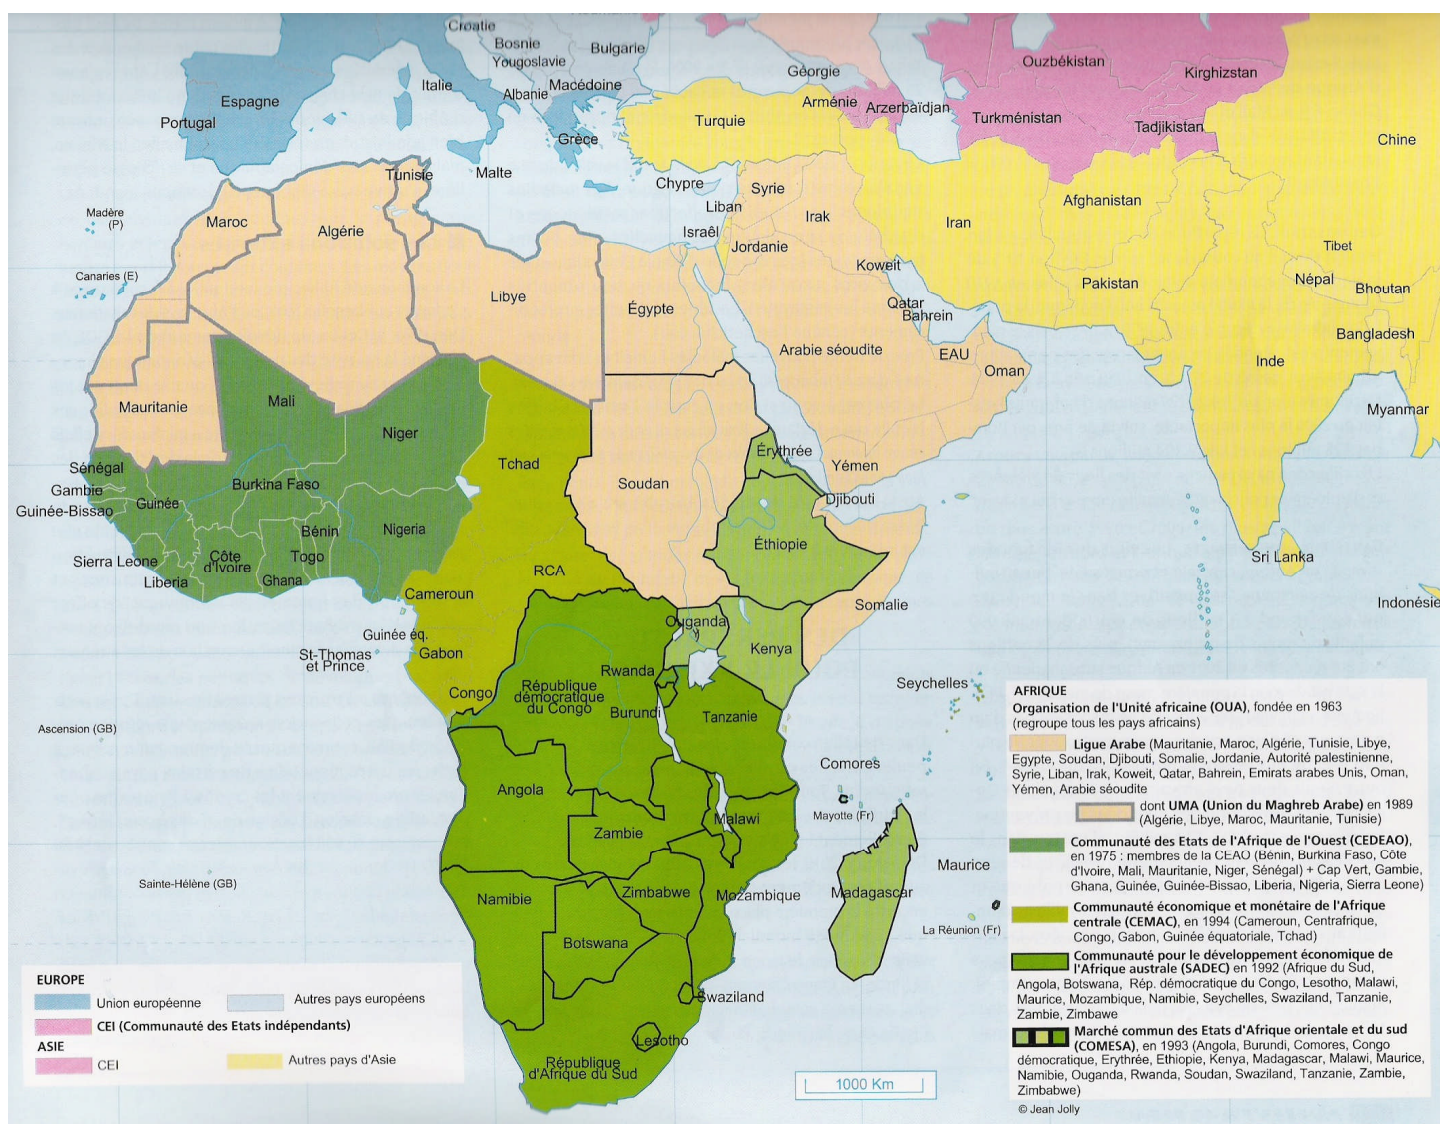 Croatie
Bosnie
Yougoslavie
Bulgarie
Albanie
Macédoine
Italie
Espagne
Portugal
Grèce
Malte
Géorgie
Arménie
Arzerbaïdjan
Ouzbékistan
Kirghizstan
Turkménistan
Tadjikistan
Turquie
Chine
Chypre
Syrie
Liban
Irak
Israêl
Jordanie
Iran
Afghanistan
Tibet
Koweit
Pakistan
Népal
Bhoutan
Qatar
Bahrein
Bangladesh
Arabie séoudite
EAU
Oman
Inde
Myanmar
Yémen
Sri Lanka
Indonésie
Madère
(P)
Canaries (E)
Maroc
Algérie
Tunisie
Libye
Égypte
Mauritanie
Mali
Niger
Tchad
Soudan
Érythrée
Djibouti
Sénégal
Gambie
Guinée-Bissao
Guinée
Burkina Faso
Bénin
Nigeria
Sierra Leone
Côte
d'Ivoire
Togo
Liberia
Ghana
Éthiopie
RCA
Cameroun
Somalie
Guinée éq.
St-Thomas
et Prince
Gabon
Congo
Ouganda
Kenya
Rwanda
République
démocratique
du Congo
Burundi
Tanzanie
Seychelles
Ascension (GB)
Comores
Mayotte (Fr)
Angola
Zambie
Malawi
Sainte-Hélène (GB)
Namibie
Zimbabwe
Mozambique
Madagascar
Maurice
La Réunion (Fr)
Botswana
Swaziland
Lesotho
République
d'Afrique du Sud
1000 Km
EUROPE
Union européenne
Autres pays européens
CEI (Communauté des Etats indépendants)
ASIE
CEI
Autres pays d'Asie
AFRIQUE
Organisation de l'Unité africaine (OUA), fondée en 1963
(regroupe tous les pays africains)
Ligue Arabe (Mauritanie, Maroc, Algérie, Tunisie, Libye,
Egypte, Soudan, Djibouti, Somalie, Jordanie, Autorité palestinienne,
Syrie, Liban, Irak, Koweit, Qatar, Bahrein, Emirats arabes Unis, Oman,
Yémen, Arabie séoudite)
dont UMA (Union du Maghreb Arabe) en 1989
(Algérie, Libye, Maroc, Mauritanie, Tunisie)
Communauté des Etats de l'Afrique de l'Ouest (CEDEAO),
en 1975 : membres de la CEAO (Bénin, Burkina Faso, Côte
d'Ivoire, Mali, Mauritanie, Niger, Sénégal) + Cap Vert, Gambie,
Ghana, Guinée, Guinée-Bissao, Liberia, Nigeria, Sierra Leone)
Communauté économique et monétaire de l'Afrique
centrale (CEMAC), en 1994 (Cameroun, Centrafrique,
Congo, Gabon, Guinée équatoriale, Tchad)
Communauté pour le développement économique de
l'Afrique australe (SADEC) en 1992 (Afrique du Sud,
Angola, Botswana, Rép. démocratique du Congo, Lesotho, Malawi,
Maurice, Mozambique, Namibie, Seychelles, Swaziland, Tanzanie,
Zambie, Zimbawe
Marché commun des Etats d'Afrique orientale et du sud
(COMESA), en 1993 (Angola, Burundi, Comores, Congo
démocratique, Erythrée, Ethiopie, Kenya, Madagascar, Malawi, Maurice,
Namibie, Ouganda, Rwanda, Soudan, Swaziland, Tanzanie, Zambie,
Zimbabwe)
© Jean Jolly